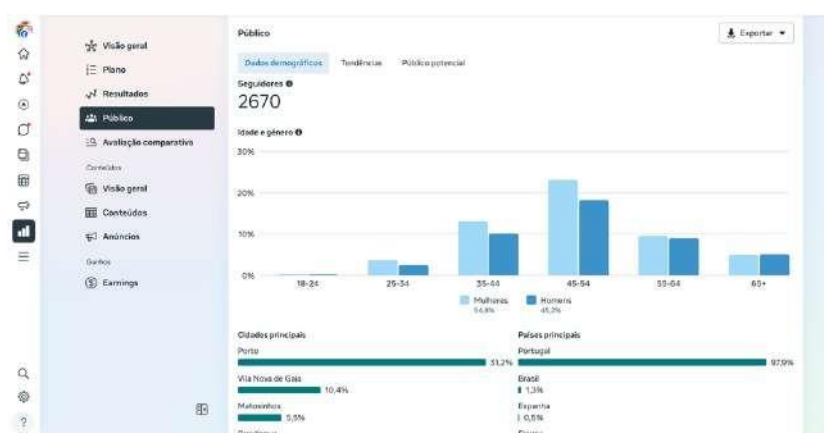 Público
Exportar
Visão geral
Plano
Resultados
Público
Avaliação comparativa
Conteúdos
Visão geral
Conteúdos
Anúncios
Ganhos
Earnings
Dados demográficos
Tendências
Público potencial
Seguidores
2670
Idade e género
30%
20%
10%
0%
18-24
25-34
35-44
45-54
55-64
65+
Mulheres
54,8%
Homens
45,2%
Cidades principais
Porto
31,2%
Vila Nova de Gaia
10,4%
Matosinhos
5,5%
Países principais
Portugal
97,9%
Brasil
1,3%
Espanha
0,5%
?